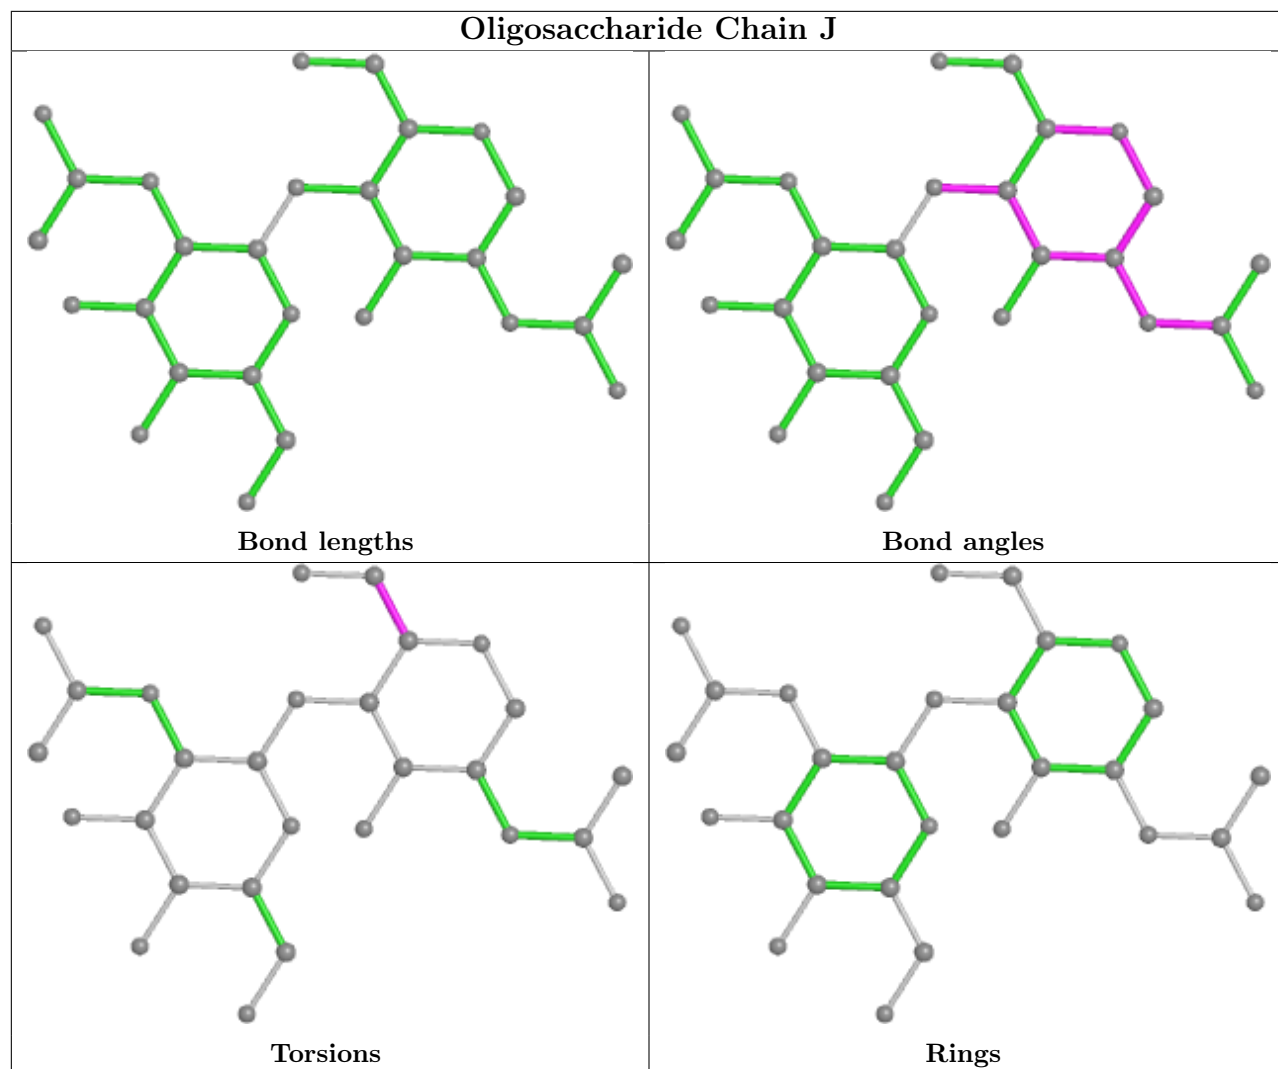 Oligosaccharide Chain J
Bond lengths
Bond angles
Torsions
Rings